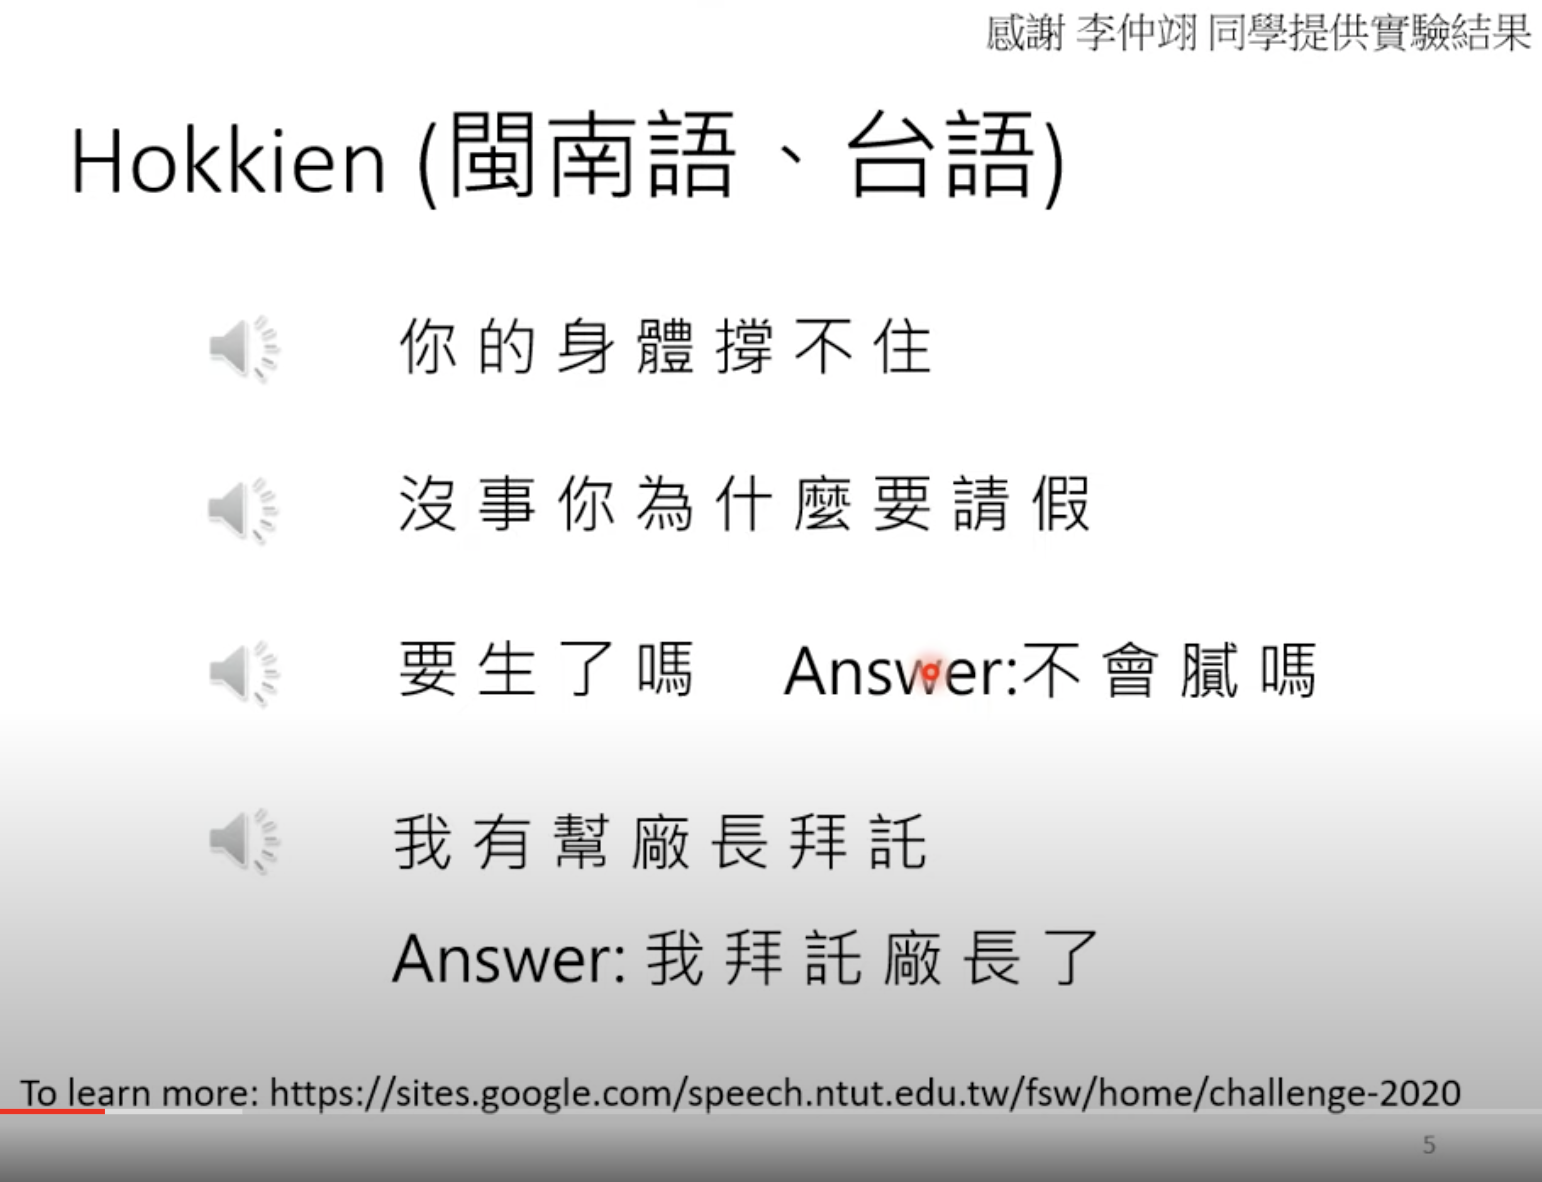 感謝 李仲翊 同學提供實驗結果
Hokkien (閩南語、台語)
你的身體撐不住
沒事你為什麼要請假
要生了嗎 Answer:不會膩嗎
我有幫廠長拜託
Answer: 我拜託廠長了
To learn more: https://sites.google.com/speech.ntut.edu.tw/fsw/home/challenge-2020
5